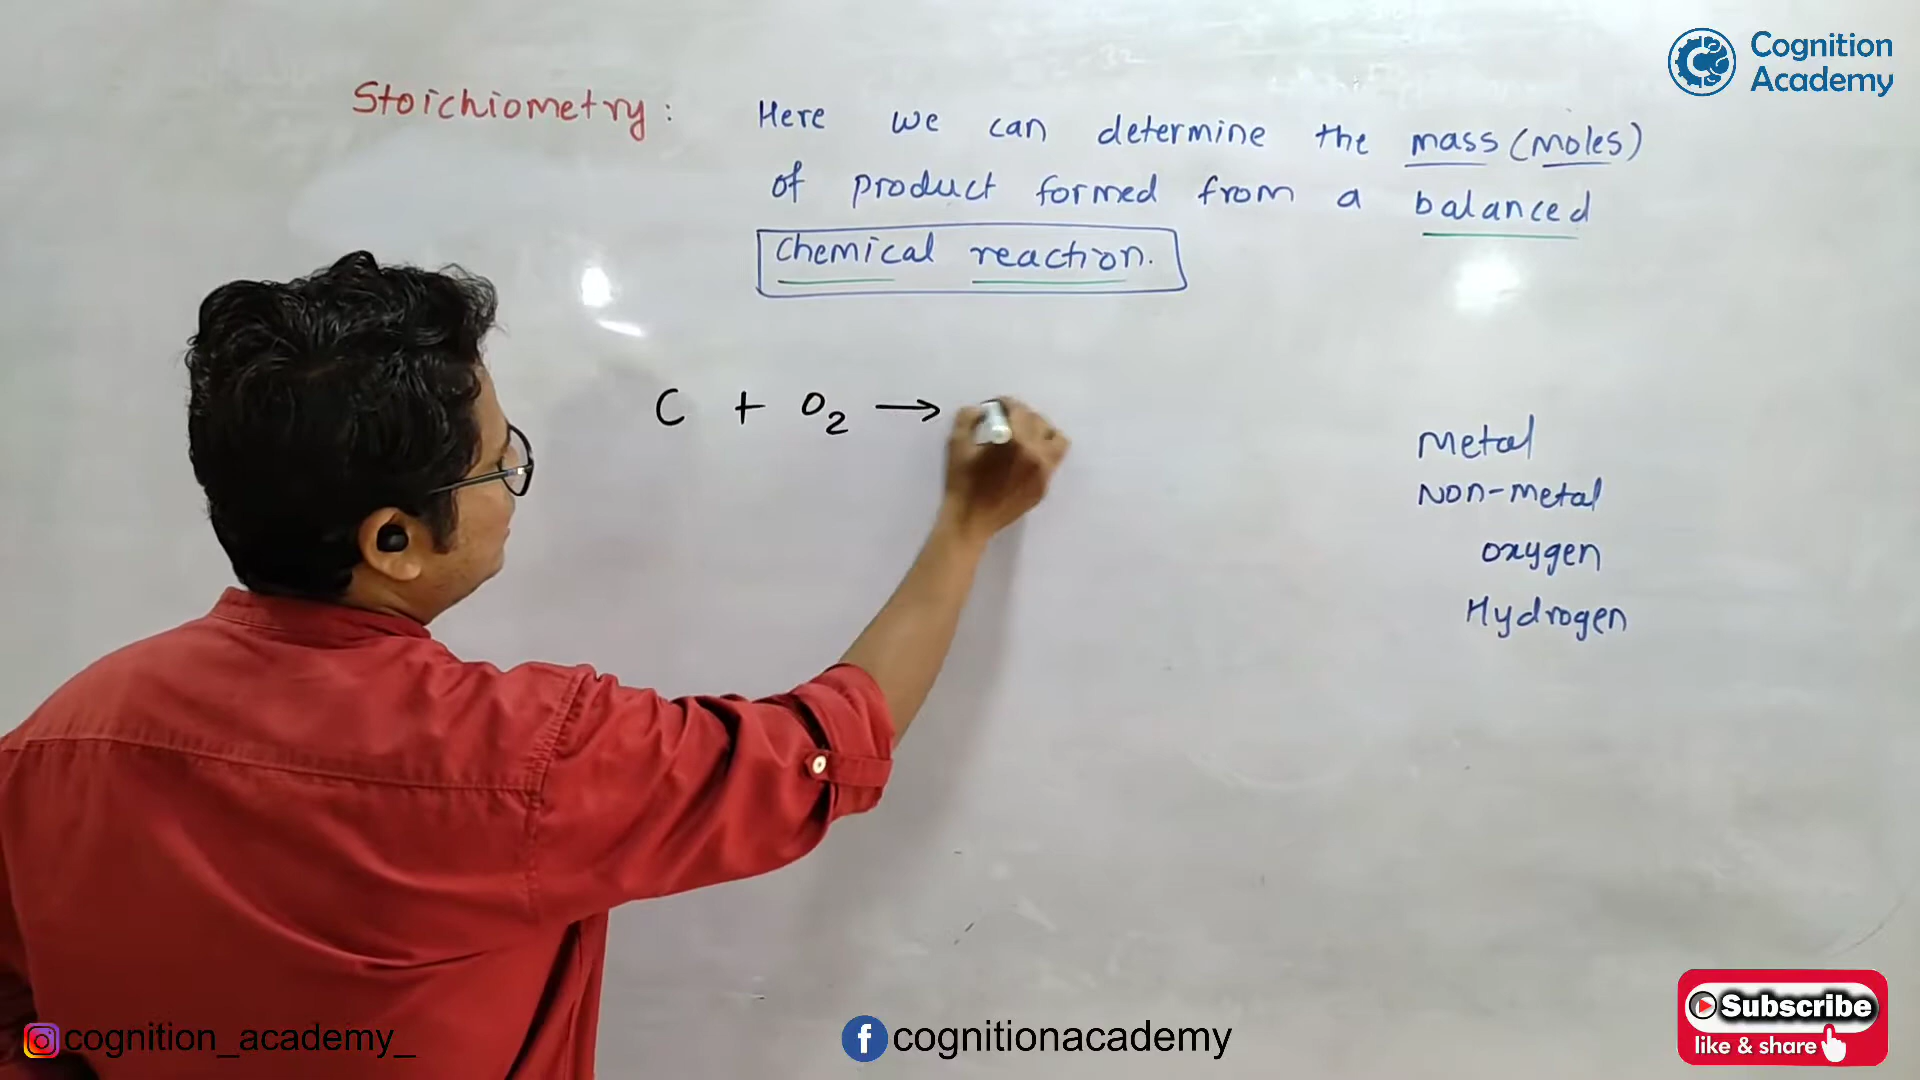 Cognition
Academy
Stoichiometry: Here we can determine the mass (moles)
of product formed from a balanced
chemical reaction.
C + O2 →
Metal
Non-metal
oxygen
Hydrogen
Subscribe
like & share
cognition_academy_
cognitionacademy